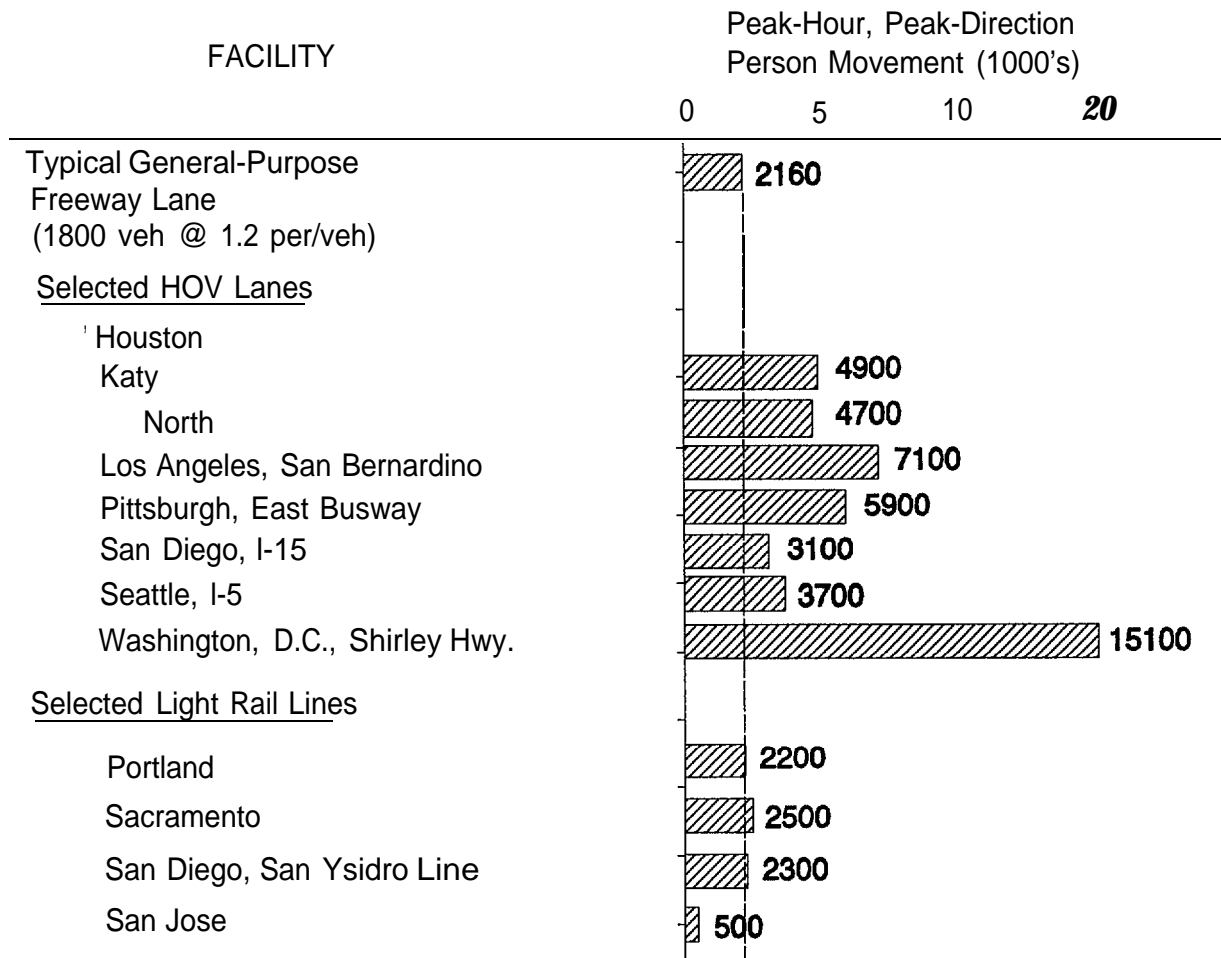 FACILITY
Peak-Hour, Peak-Direction
Person Movement (1000's)
0 5 10 20
Typical General-Purpose
Freeway Lane
(1800 veh @ 1.2 per/veh)
2160
Selected HOV Lanes
' Houston
Katy 4900
North 4700
Los Angeles, San Bernardino 7100
Pittsburgh, East Busway 5900
San Diego, I-15 3100
Seattle, I-5 3700
Washington, D.C., Shirley Hwy. 15100
Selected Light Rail Lines
Portland 2200
Sacramento 2500
San Diego, San Ysidro Line 2300
San Jose 500